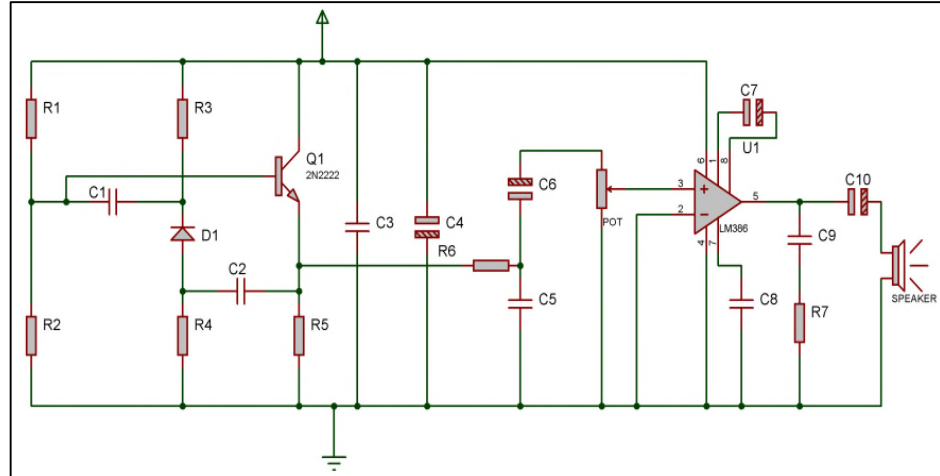 R1
R3
Q1
2N2222
C1
D1
C2
R2
R4
R5
C3
C4
R6
C6
C5
POT
C7
U1
6
1
8
3
2
5
4
7
LM386
C8
C9
R7
C10
SPEAKER